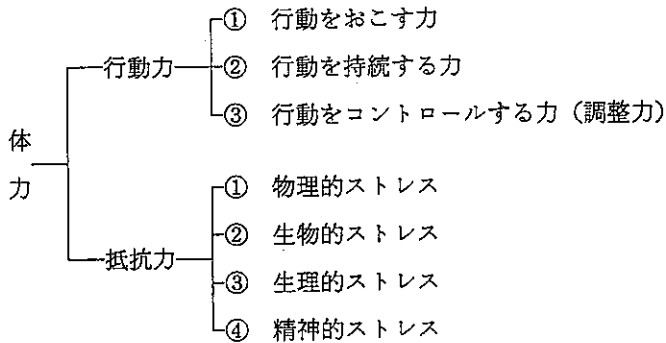 体力
行動力
① 行動をおこす力
② 行動を持続する力
③ 行動をコントロールする力（調整力）
抵抗力
① 物理的ストレス
② 生物的ストレス
③ 生理的ストレス
④ 精神的ストレス